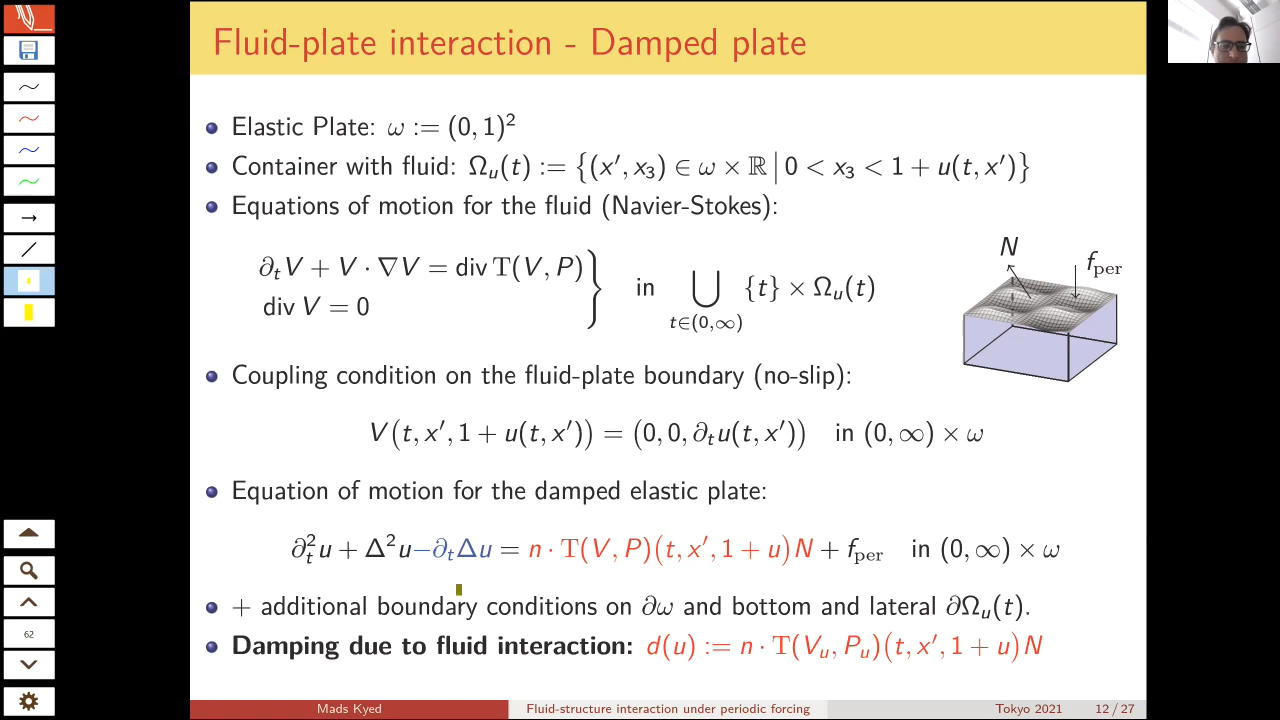 Fluid-plate interaction - Damped plate
Elastic Plate: ω := (0, 1)²
Container with fluid: Ω_u(t) := {(x′, x₃) ∈ ω × ℝ | 0 < x₃ < 1 + u(t, x′)}
Equations of motion for the fluid (Navier-Stokes):
∂_t V + V · ∇V = div T(V, P)
div V = 0
} in ⋃_{t∈(0,∞)} {t} × Ω_u(t)
N
f_per
Coupling condition on the fluid-plate boundary (no-slip):
V(t, x′, 1 + u(t, x′)) = (0, 0, ∂_t u(t, x′)) in (0, ∞) × ω
Equation of motion for the damped elastic plate:
∂_t² u + Δ² u − ∂_t Δu = n · T(V, P)(t, x′, 1 + u)N + f_per in (0, ∞) × ω
+ additional boundary conditions on ∂ω and bottom and lateral ∂Ω_u(t).
Damping due to fluid interaction: d(u) := n · T(V_u, P_u)(t, x′, 1 + u)N
62
Mads Kyed Fluid-structure interaction under periodic forcing Tokyo 2021 12 / 27